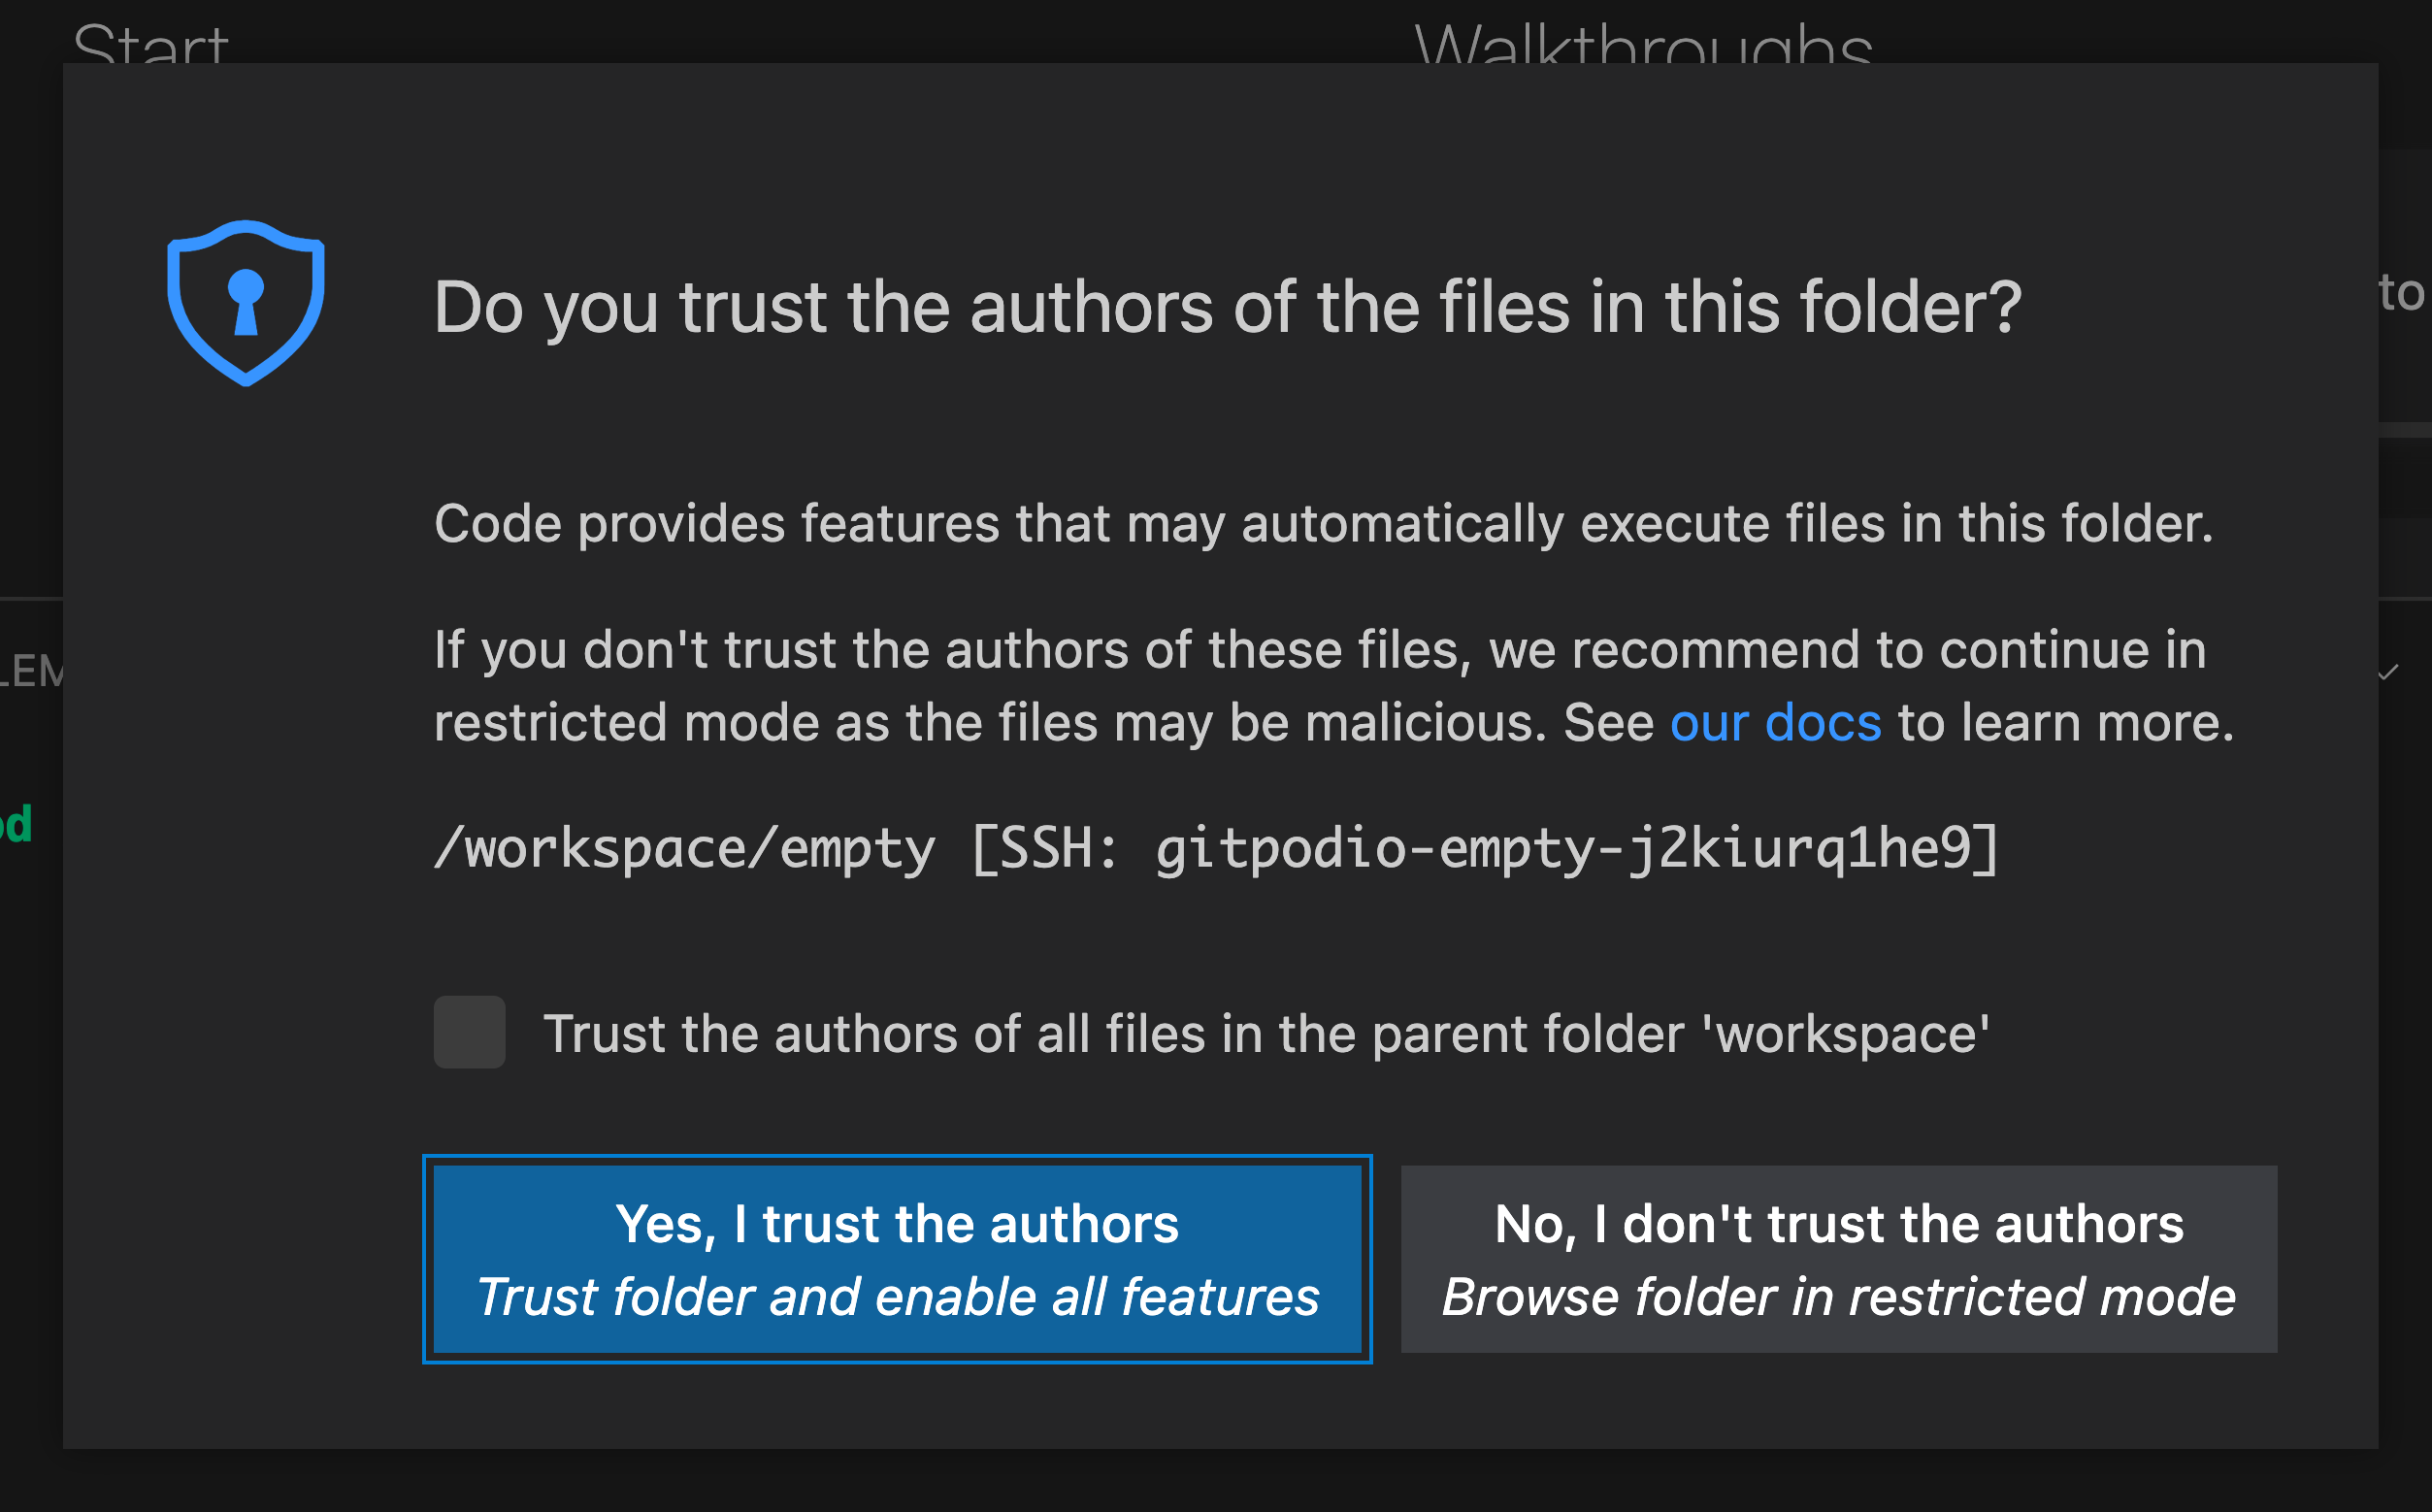 Start
Walkthroughs
Do you trust the authors of the files in this folder?
to
Code provides features that may automatically execute files in this folder.
If you don't trust the authors of these files, we recommend to continue in
restricted mode as the files may be malicious. See our docs to learn more.
LEM
od
/workspace/empty [SSH: gitpodio-empty-j2kiurq1he9]
Trust the authors of all files in the parent folder 'workspace'
Yes, I trust the authors
Trust folder and enable all features
No, I don't trust the authors
Browse folder in restricted mode